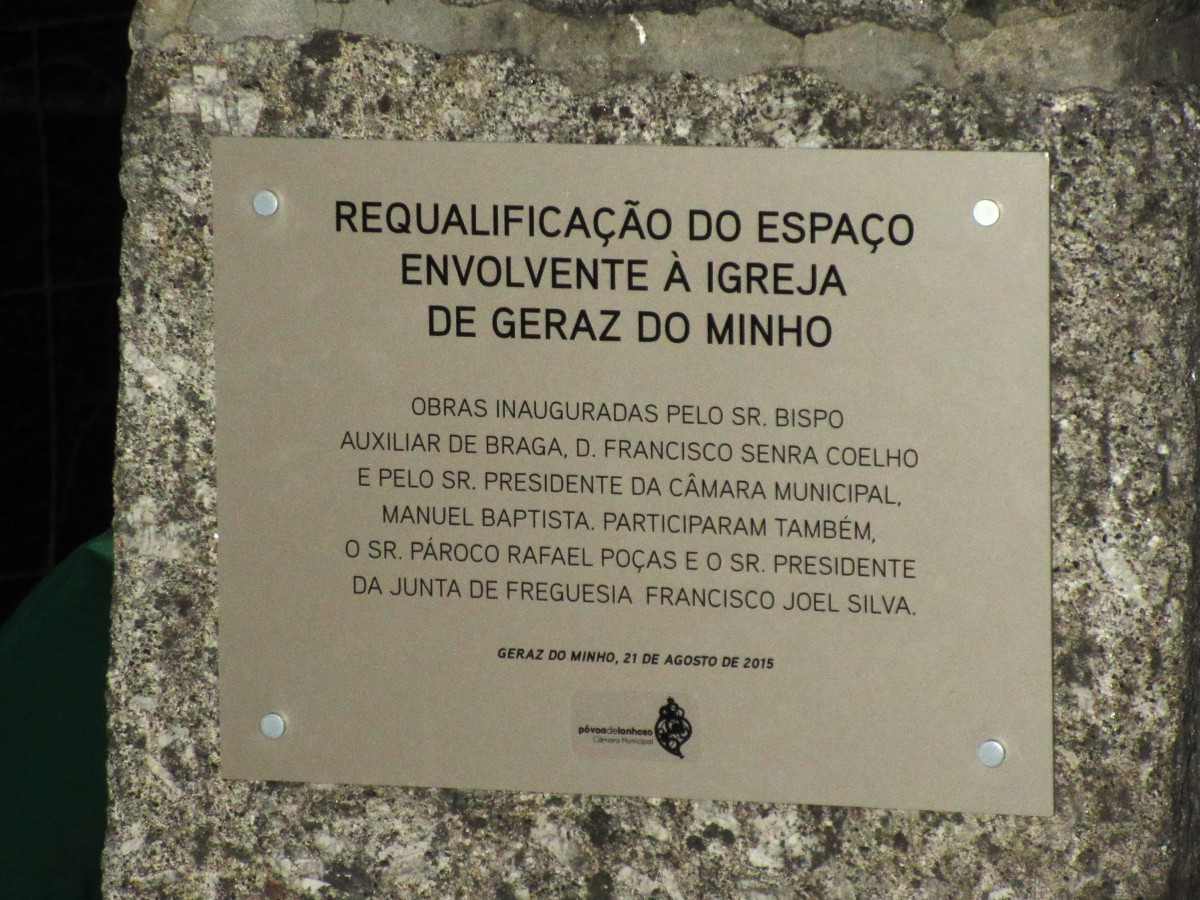 REQUALIFICAÇÃO DO ESPAÇO
ENVOLVENTE À IGREJA
DE GERAZ DO MINHO
OBRAS INAUGURADAS PELO SR. BISPO
AUXILIAR DE BRAGA, D. FRANCISCO SENRA COELHO
E PELO SR. PRESIDENTE DA CÂMARA MUNICIPAL,
MANUEL BAPTISTA. PARTICIPARAM TAMBÉM,
O SR. PÁROCO RAFAEL POÇAS E O SR. PRESIDENTE
DA JUNTA DE FREGUESIA FRANCISCO JOEL SILVA.
GERAZ DO MINHO, 21 DE AGOSTO DE 2015
póvoadelanhoso
Câmara Municipal